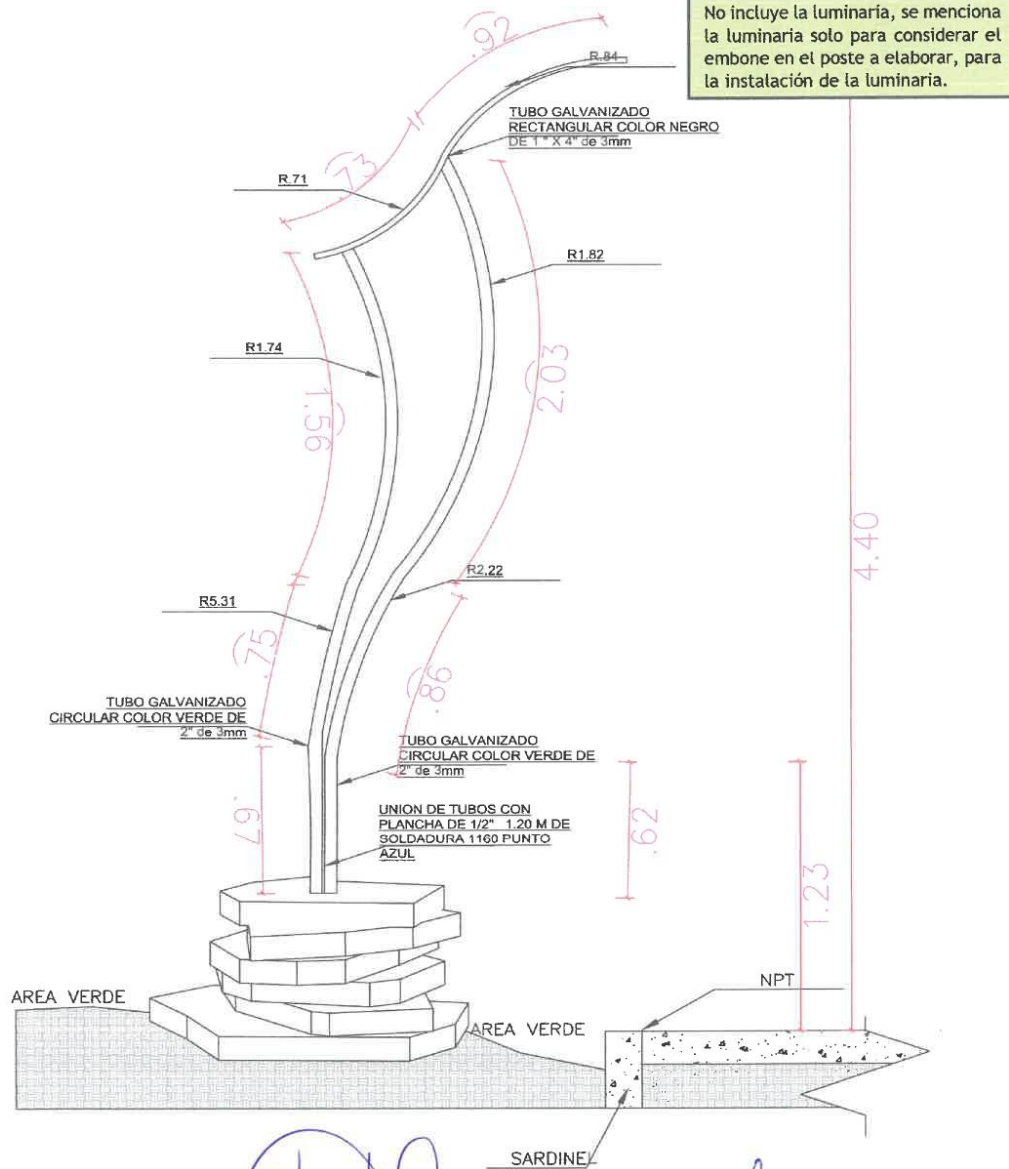 No incluye la luminaria, se menciona
la luminaria solo para considerar el
embone en el poste a elaborar, para
la instalación de la luminaria.
.92
R.84
TUBO GALVANIZADO
RECTANGULAR COLOR NEGRO
DE 1" X 4" de 3mm
.73
R.71
R1.82
R1.74
2.03
1.56
4.40
R2,22
R5.31
.75
.86
TUBO GALVANIZADO
CIRCULAR COLOR VERDE DE
2" de 3mm
TUBO GALVANIZADO
CIRCULAR COLOR VERDE DE
2" de 3mm
UNION DE TUBOS CON
PLANCHA DE 1/2" 1.20 M DE
SOLDADURA 1160 PUNTO
AZUL
.67
.62
1.23
NPT
AREA VERDE
AREA VERDE
SARDINEL